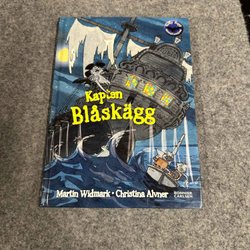 Kapten
Blåskägg
Martin Widmark • Christina Alvner
BONNIER
CARLSEN